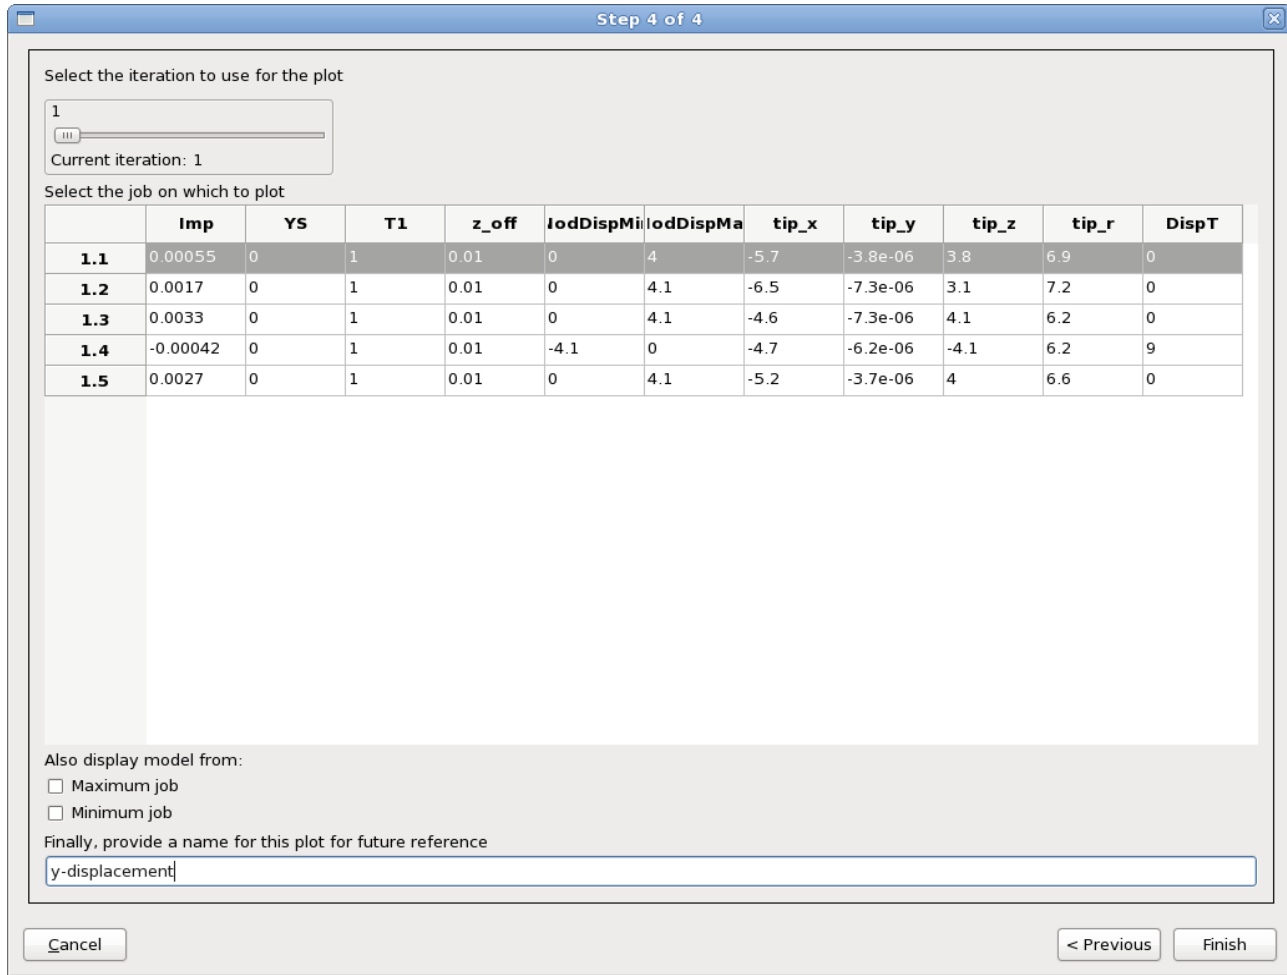 Step 4 of 4
Select the iteration to use for the plot
1
Current iteration: 1
Select the job on which to plot
Imp YS T1 z_off NodDispMi NodDispMa tip_x tip_y tip_z tip_r DispT
1.1 0.00055 0 1 0.01 0 4 -5.7 -3.8e-06 3.8 6.9 0
1.2 0.0017 0 1 0.01 0 4.1 -6.5 -7.3e-06 3.1 7.2 0
1.3 0.0033 0 1 0.01 0 4.1 -4.6 -7.3e-06 4.1 6.2 0
1.4 -0.00042 0 1 0.01 -4.1 0 -4.7 -6.2e-06 -4.1 6.2 9
1.5 0.0027 0 1 0.01 0 4.1 -5.2 -3.7e-06 4 6.6 0
Also display model from:
Maximum job
Minimum job
Finally, provide a name for this plot for future reference
y-displacement
Cancel < Previous Finish